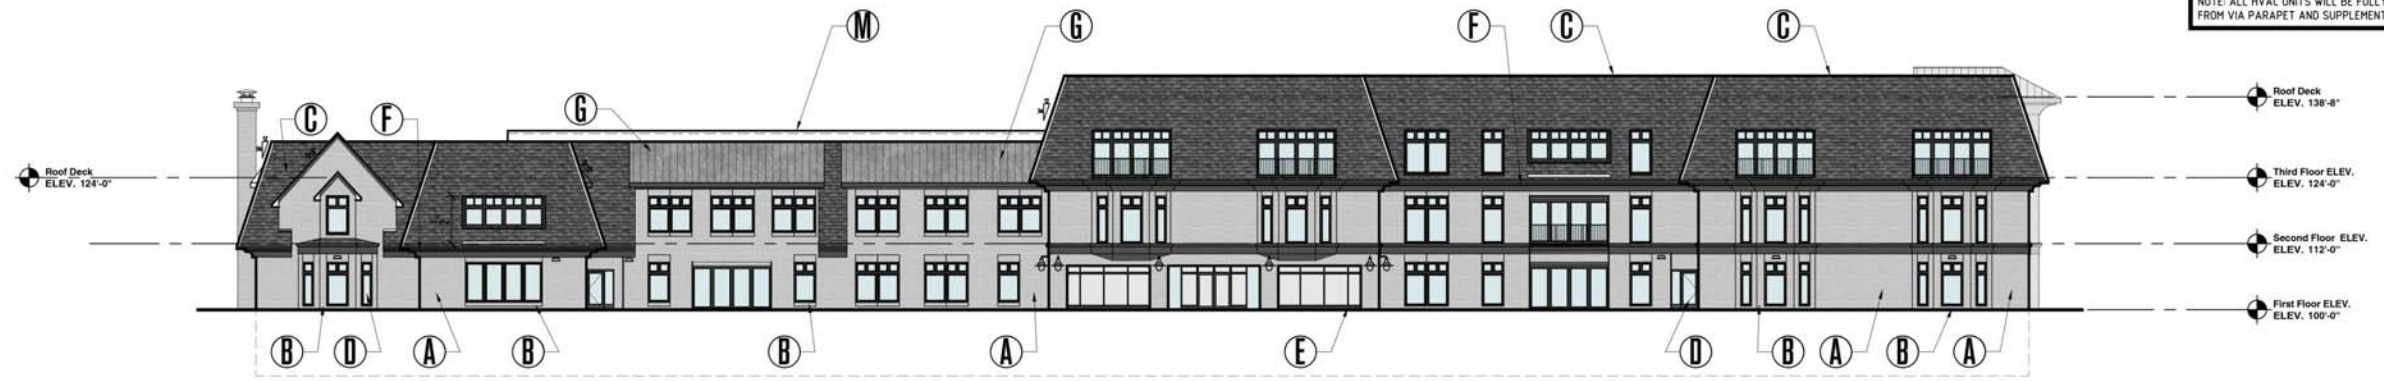 NOTE: ALL HVAC UNITS WILL BE FULLY
FROM VIA PARAPET AND SUPPLEMENT
M
G
F
C
C
G
C
F
Roof Deck
ELEV. 138'-8"
Roof Deck
ELEV. 124'-0"
Third Floor ELEV.
ELEV. 124'-0"
Second Floor ELEV.
ELEV. 112'-0"
First Floor ELEV.
ELEV. 100'-0"
B
D
A
B
B
A
E
D
B
A
B
A